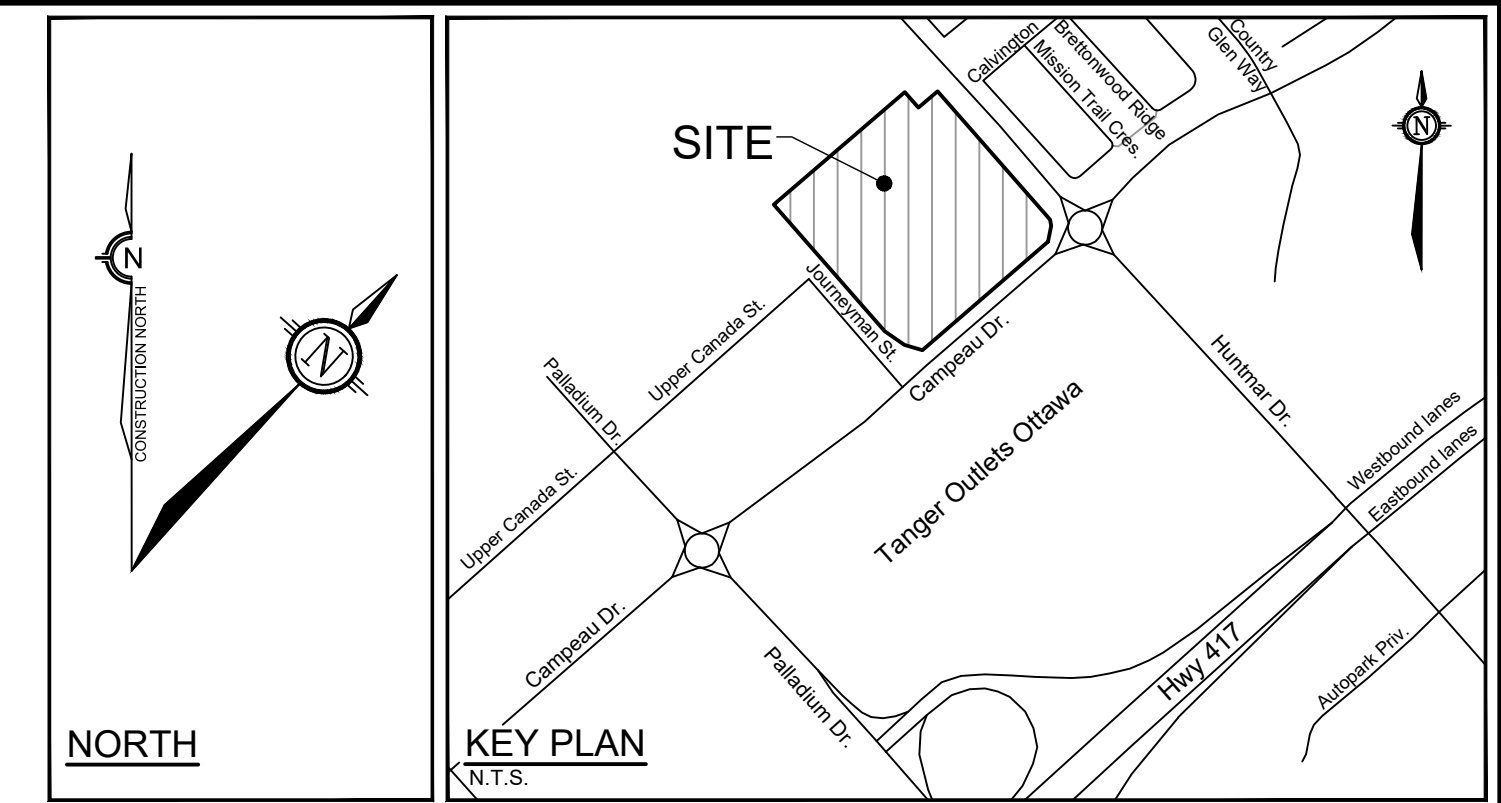 N
CONSTRUCTION NORTH
N
NORTH
SITE
Calvington
Brettonwood Ridge
Mission Trail Cres.
Country
Glen Way
N
Journeyman St.
Upper Canada St.
Campeau Dr.
Palladium Dr.
Huntmar Dr.
Tanger Outlets Ottawa
Westbound lanes
Eastbound lanes
Upper Canada St.
Campeau Dr.
Palladium Dr.
Hwy 417
Autopark Priv.
KEY PLAN
N.T.S.